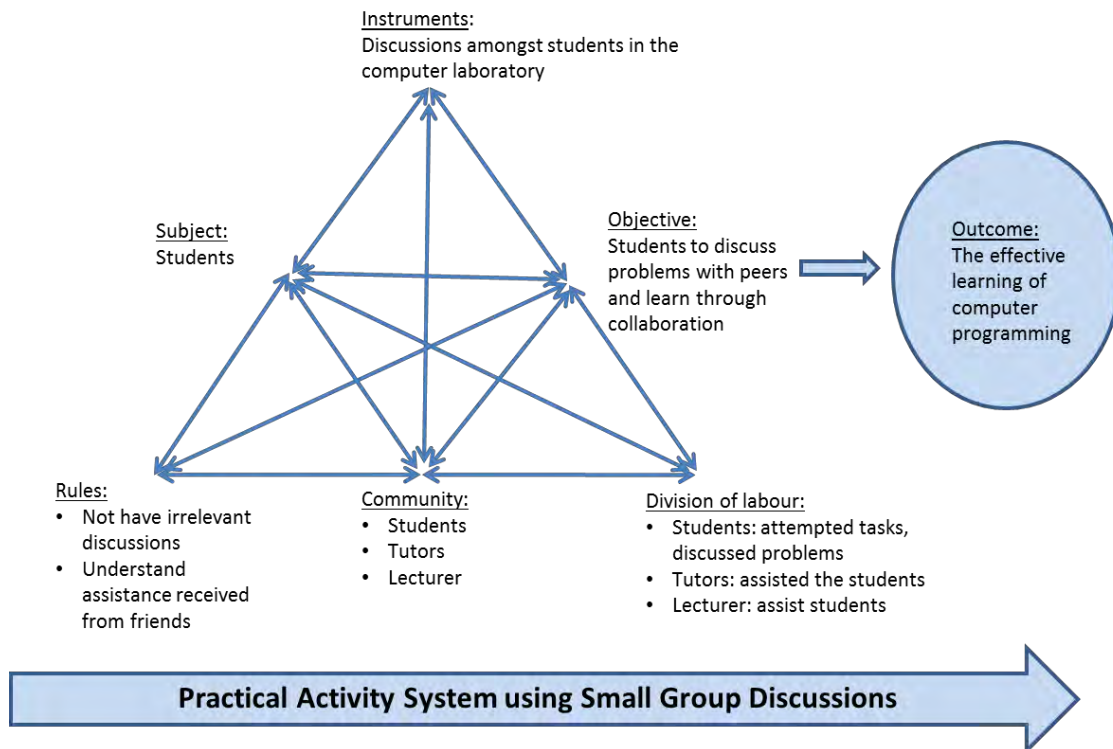 Instruments:
Discussions amongst students in the
computer laboratory
Subject:
Students
Objective:
Students to discuss
problems with peers
and learn through
collaboration
Outcome:
The effective
learning of
computer
programming
Rules:
• Not have irrelevant
discussions
• Understand
assistance received
from friends
Community:
• Students
• Tutors
• Lecturer
Division of labour:
• Students: attempted tasks,
discussed problems
• Tutors: assisted the students
• Lecturer: assist students
Practical Activity System using Small Group Discussions